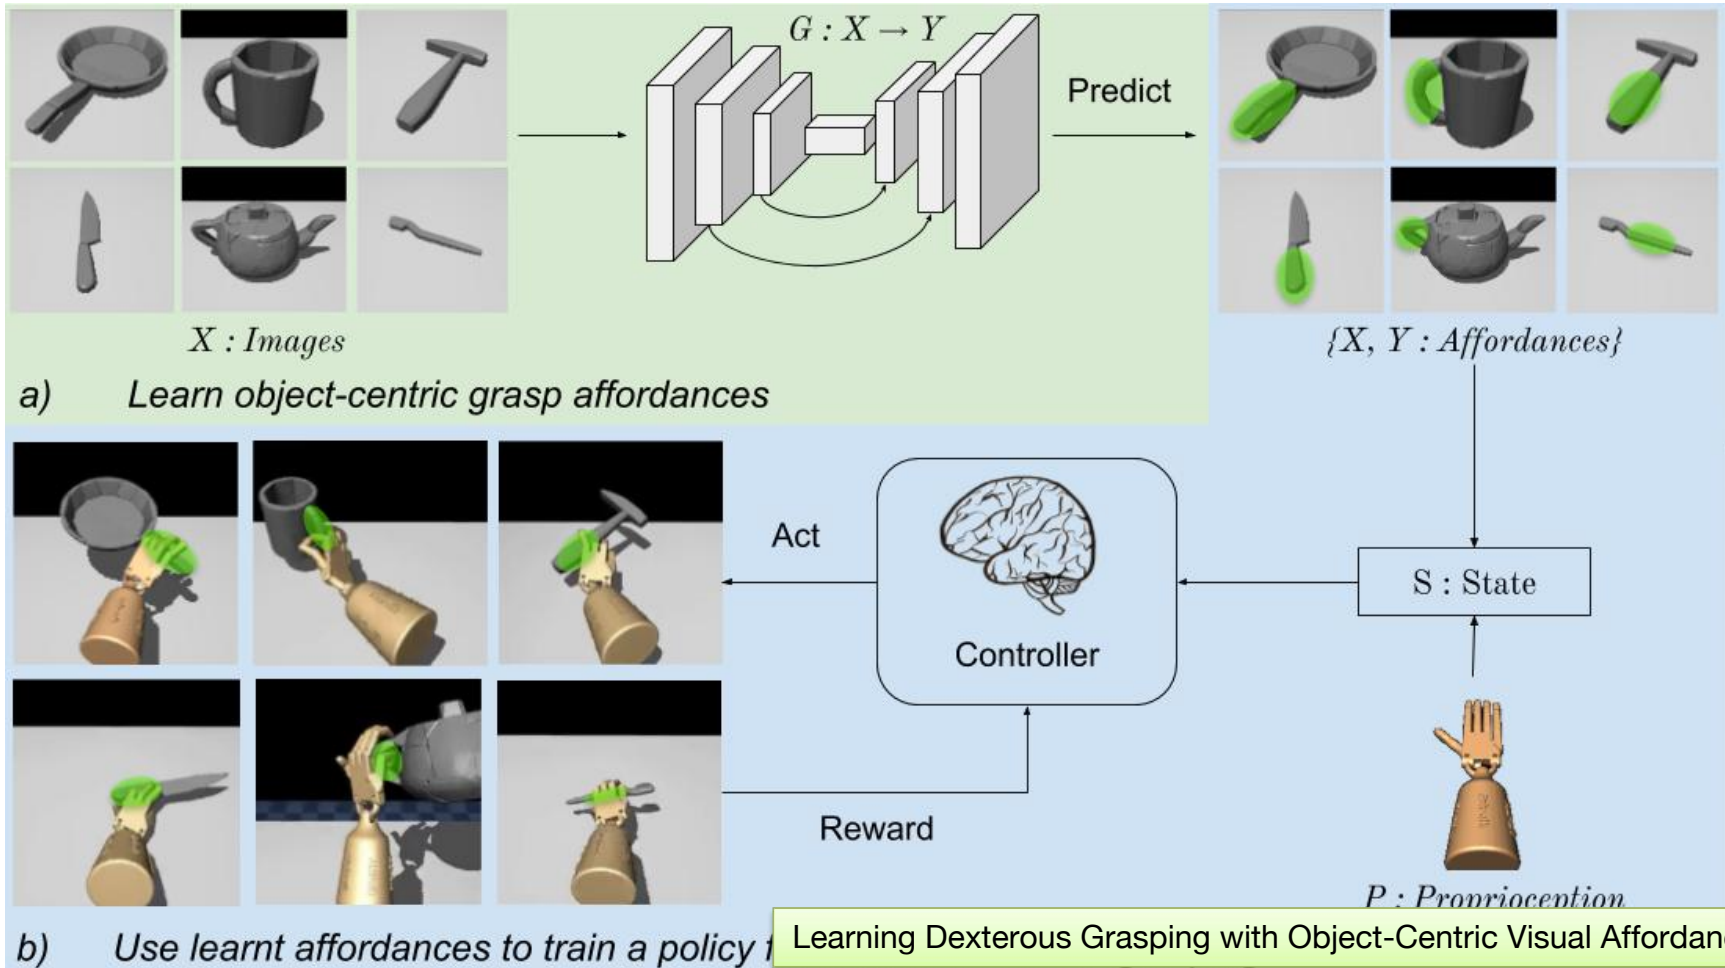 G : X → Y
Predict
X : Images
{X, Y : Affordances}
a) Learn object-centric grasp affordances
Act
S : State
Controller
Reward
P : Proprioception
b) Use learnt affordances to train a policy
Learning Dexterous Grasping with Object-Centric Visual